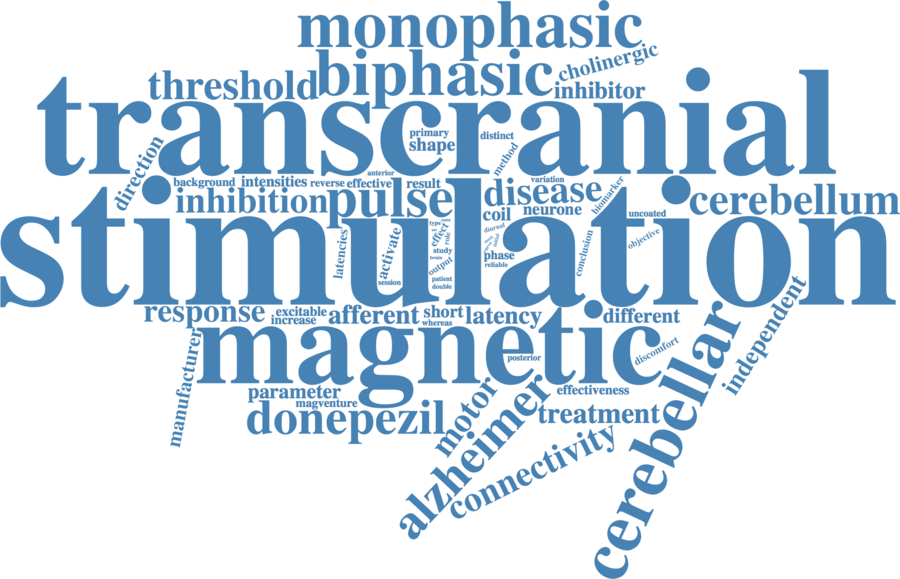 monophasic
cholinergic
biphasic
threshold
inhibitor
transcranial
primary
distinct
shape
method
direction
anterior
background
intensities
reverse
effective
result
variation
disease
biomarker
inhibition
pulse
cerebellum
coil
neurone
uncoated
type
effect
diurnal
latencies
activate
role
initial
objective
conclusion
study
phase
brain
reliable
output
session
patient
double
stimulation
response
excitable
increase
afferent
short
whereas
latency
different
magnetic
posterior
discomfort
independent
cerebellar
manufacturer
parameter
magventure
effectiveness
donepezil
motor
alzheimer
treatment
connectivity